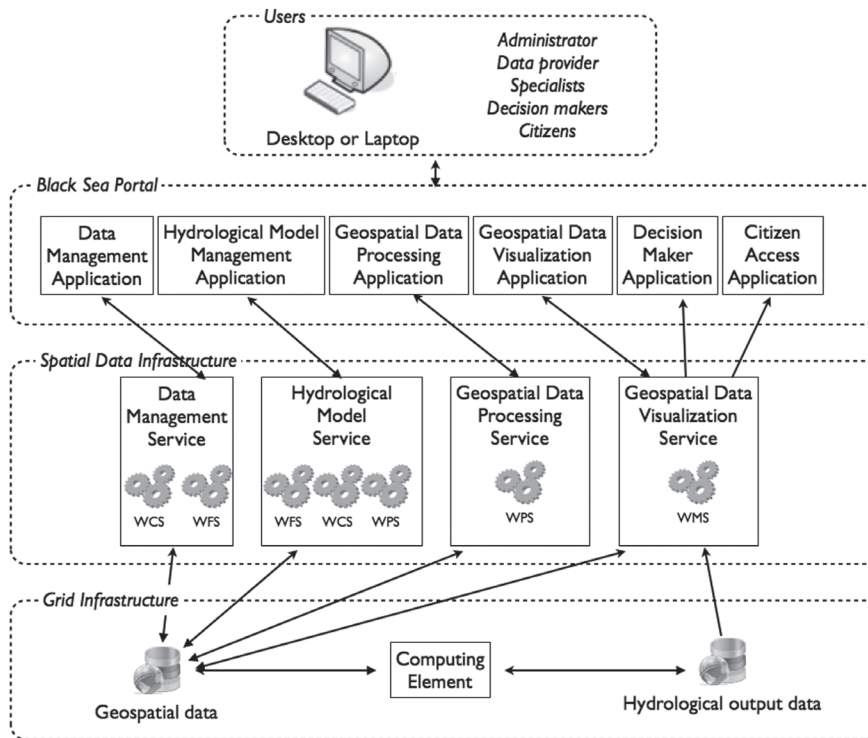 Users
Administrator
Data provider
Specialists
Decision makers
Citizens
Desktop or Laptop
Black Sea Portal
Data
Management
Application
Hydrological Model
Management
Application
Geospatial Data
Processing
Application
Geospatial Data
Visualization
Application
Decision
Maker
Application
Citizen
Access
Application
Spatial Data Infrastructure
Data
Management
Service
WCS
WFS
Hydrological
Model
Service
WFS
WCS
WPS
Geospatial Data
Processing
Service
WPS
Geospatial Data
Visualization
Service
WMS
Grid Infrastructure
Geospatial data
Computing
Element
Hydrological output data